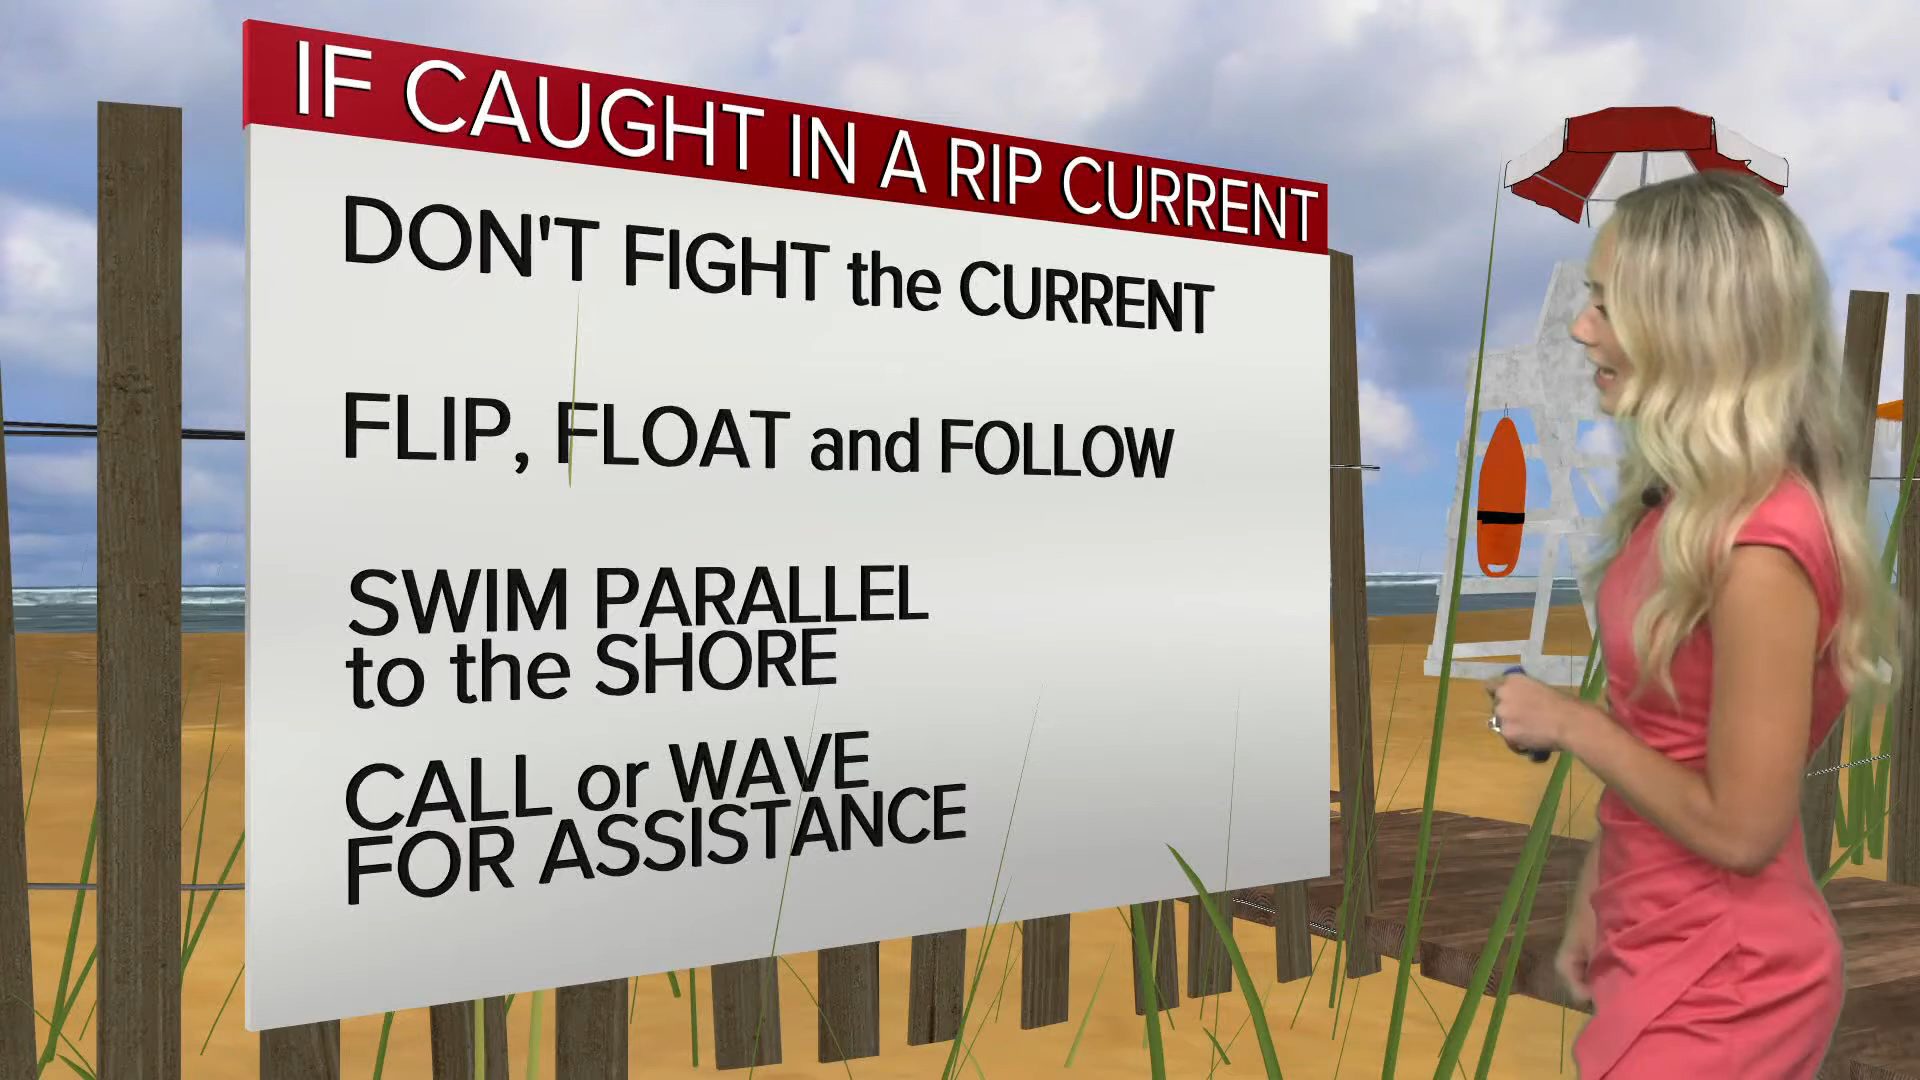 IF CAUGHT IN A RIP CURRENT
DON'T FIGHT the CURRENT
FLIP, FLOAT and FOLLOW
SWIM PARALLEL
to the SHORE
CALL or WAVE
FOR ASSISTANCE